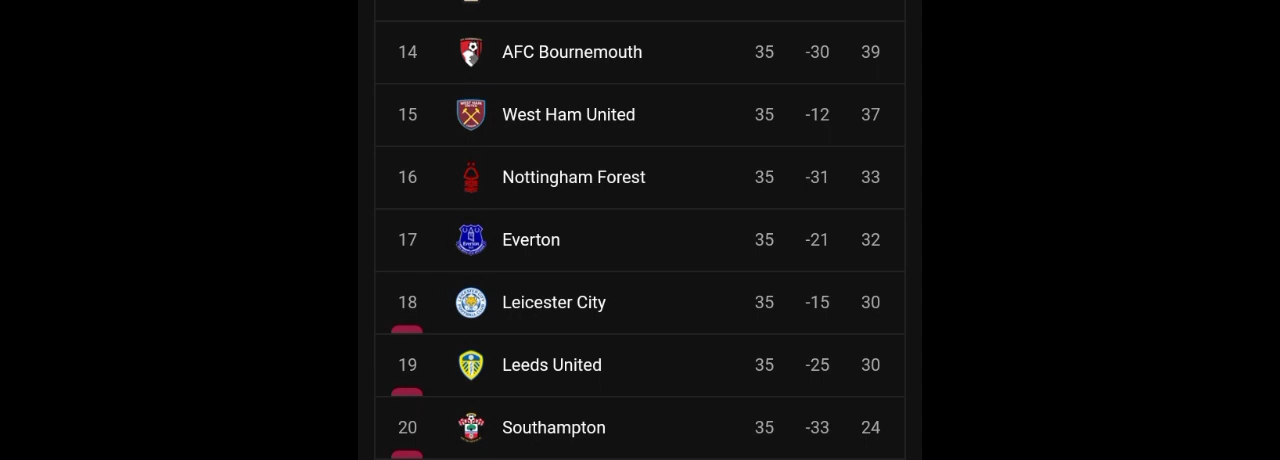 14 AFC Bournemouth 35 -30 39
15 West Ham United 35 -12 37
16 Nottingham Forest 35 -31 33
17 Everton 35 -21 32
18 Leicester City 35 -15 30
19 Leeds United 35 -25 30
20 Southampton 35 -33 24